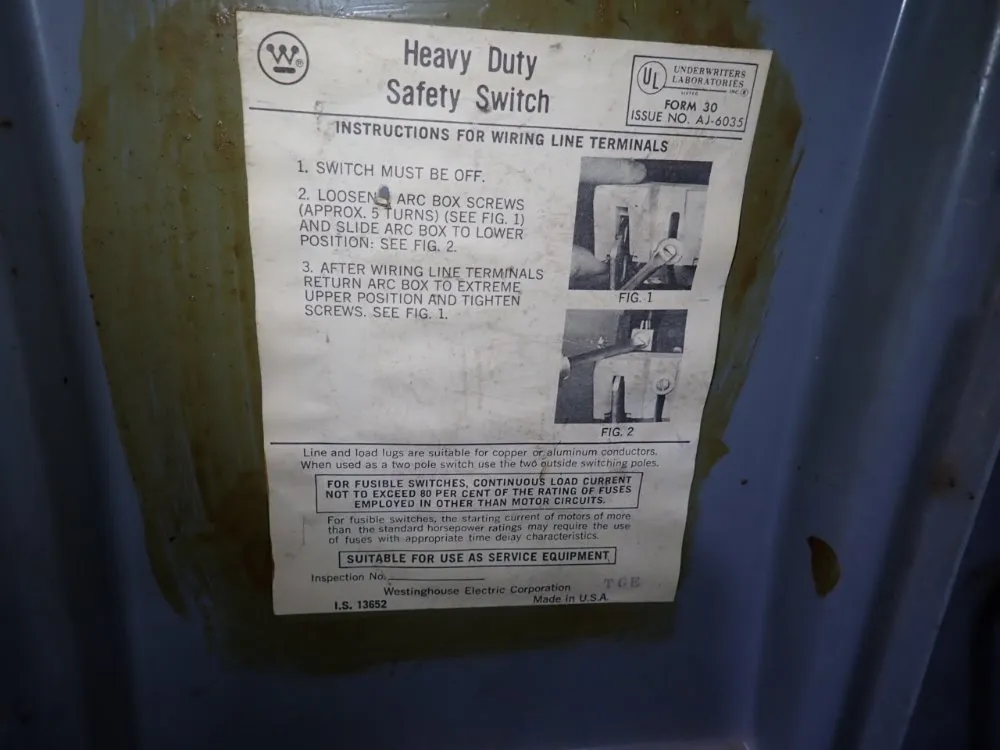 W®
Heavy Duty
Safety Switch
UL UNDERWRITERS
LABORATORIES
LISTED INC.®
FORM 30
ISSUE NO. AJ-6035
INSTRUCTIONS FOR WIRING LINE TERMINALS
1. SWITCH MUST BE OFF.
2. LOOSEN ARC BOX SCREWS
(APPROX. 5 TURNS) (SEE FIG. 1)
AND SLIDE ARC BOX TO LOWER
POSITION: SEE FIG. 2.
3. AFTER WIRING LINE TERMINALS
RETURN ARC BOX TO EXTREME
UPPER POSITION AND TIGHTEN
SCREWS. SEE FIG. 1.
FIG. 1
FIG. 2
Line and load lugs are suitable for copper or aluminum conductors.
When used as a two pole switch use the two outside switching poles.
FOR FUSIBLE SWITCHES, CONTINUOUS LOAD CURRENT
NOT TO EXCEED 80 PER CENT OF THE RATING OF FUSES
EMPLOYED IN OTHER THAN MOTOR CIRCUITS.
For fusible switches, the starting current of motors of more
than the standard horsepower ratings may require the use
of fuses with appropriate time delay characteristics.
SUITABLE FOR USE AS SERVICE EQUIPMENT
Inspection No.
TGE
Westinghouse Electric Corporation
I.S. 13652
Made in U.S.A.